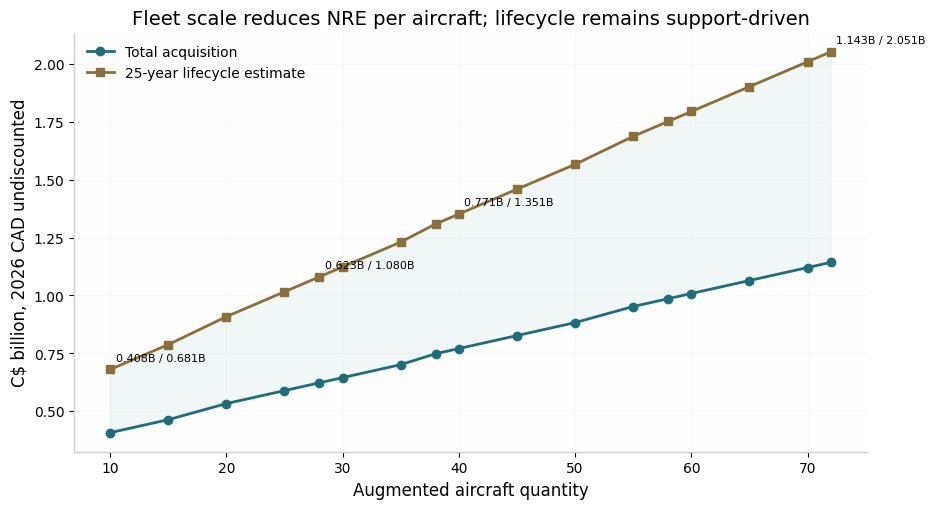 Fleet scale reduces NRE per aircraft; lifecycle remains support-driven
1.143B / 2.051B
Total acquisition
25-year lifecycle estimate
2.00
1.75
1.50
1.25
1.00
0.75
0.50
0.771B / 1.351B
0.623B / 1.080B
0.408B / 0.681B
C$ billion, 2026 CAD undiscounted
10 20 30 40 50 60 70
Augmented aircraft quantity